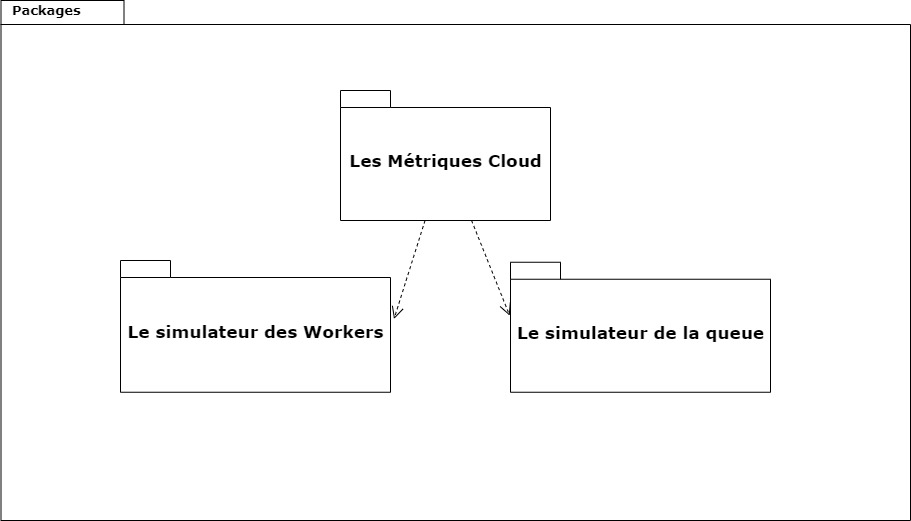 Packages
Les Métriques Cloud
Le simulateur des Workers
Le simulateur de la queue